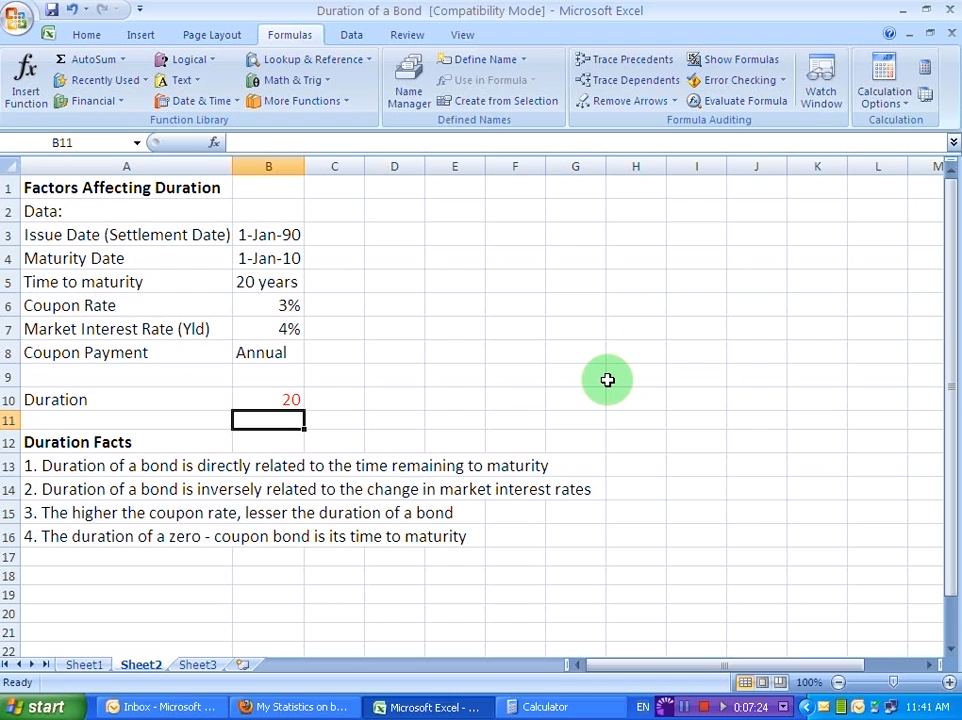 Duration of a Bond [Compatibility Mode] - Microsoft Excel
Home Insert Page Layout Formulas Data Review View
fx Insert Function
Σ AutoSum
Recently Used
Financial
Logical
Text
Date & Time
Lookup & Reference
Math & Trig
More Functions
Function Library
Name Manager
Define Name
Use in Formula
Create from Selection
Defined Names
Trace Precedents
Trace Dependents
Remove Arrows
Show Formulas
Error Checking
Evaluate Formula
Formula Auditing
Watch Window
Calculation Options
Calculation
B11 fx
A B C D E F G H I J K L M
1 Factors Affecting Duration
2 Data:
3 Issue Date (Settlement Date) 1-Jan-90
4 Maturity Date 1-Jan-10
5 Time to maturity 20 years
6 Coupon Rate 3%
7 Market Interest Rate (Yld) 4%
8 Coupon Payment Annual
9
10 Duration 20
11
12 Duration Facts
13 1. Duration of a bond is directly related to the time remaining to maturity
14 2. Duration of a bond is inversely related to the change in market interest rates
15 3. The higher the coupon rate, lesser the duration of a bond
16 4. The duration of a zero - coupon bond is its time to maturity
17
18
19
20
21
22
Sheet1 Sheet2 Sheet3
Ready 100%
start Inbox - Microsoft ... My Statistics on b... Microsoft Excel - ... Calculator EN 0:07:24 11:41 AM